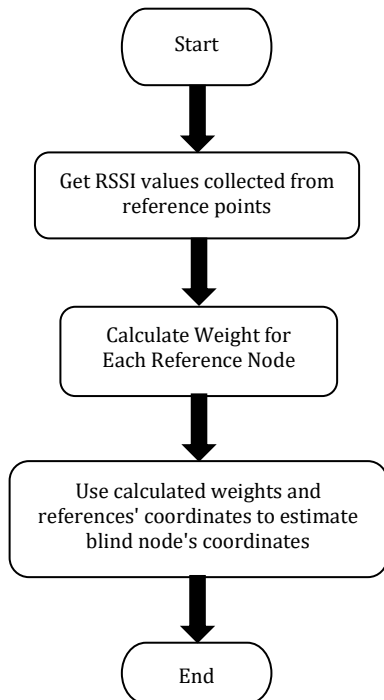 Start
Get RSSI values collected from
reference points
Calculate Weight for
Each Reference Node
Use calculated weights and
references' coordinates to estimate
blind node's coordinates
End